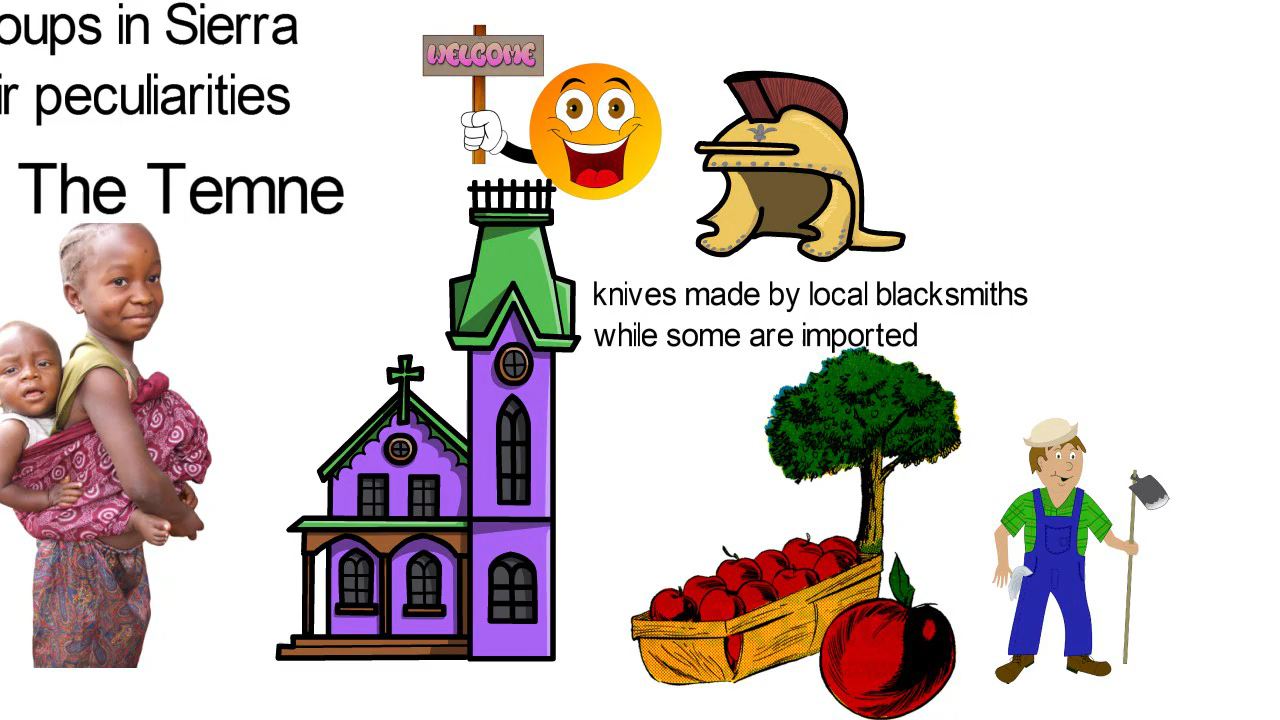 oups in Sierra
ir peculiarities
The Temne
WELCOME
knives made by local blacksmiths
while some are imported